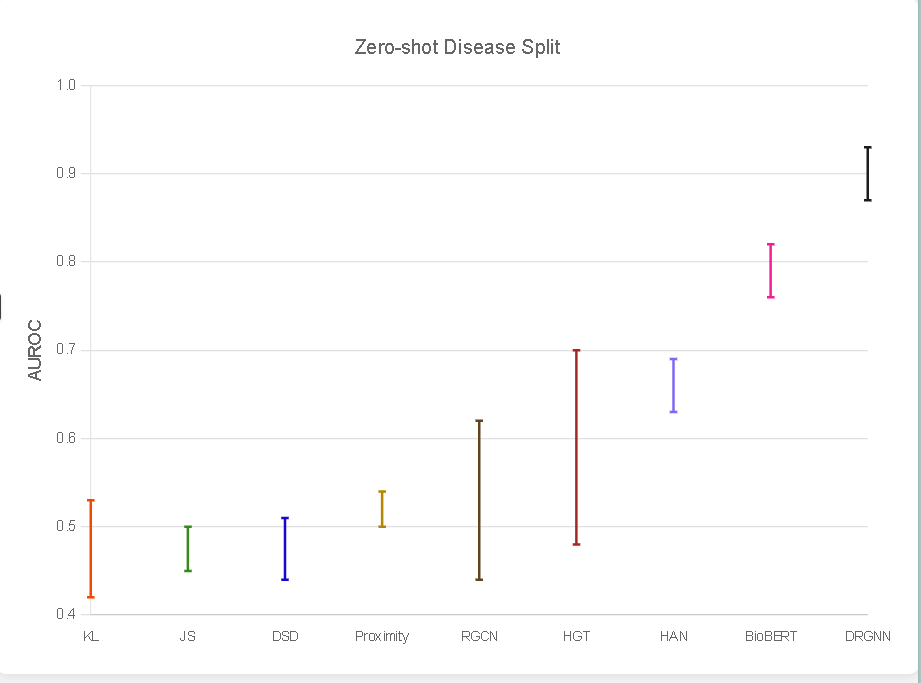 Zero-shot Disease Split
1.0
0.9
0.8
0.7
0.6
0.5
0.4
AUROC
KL JS DSD Proximity RGCN HGT HAN BioBERT DRGNN